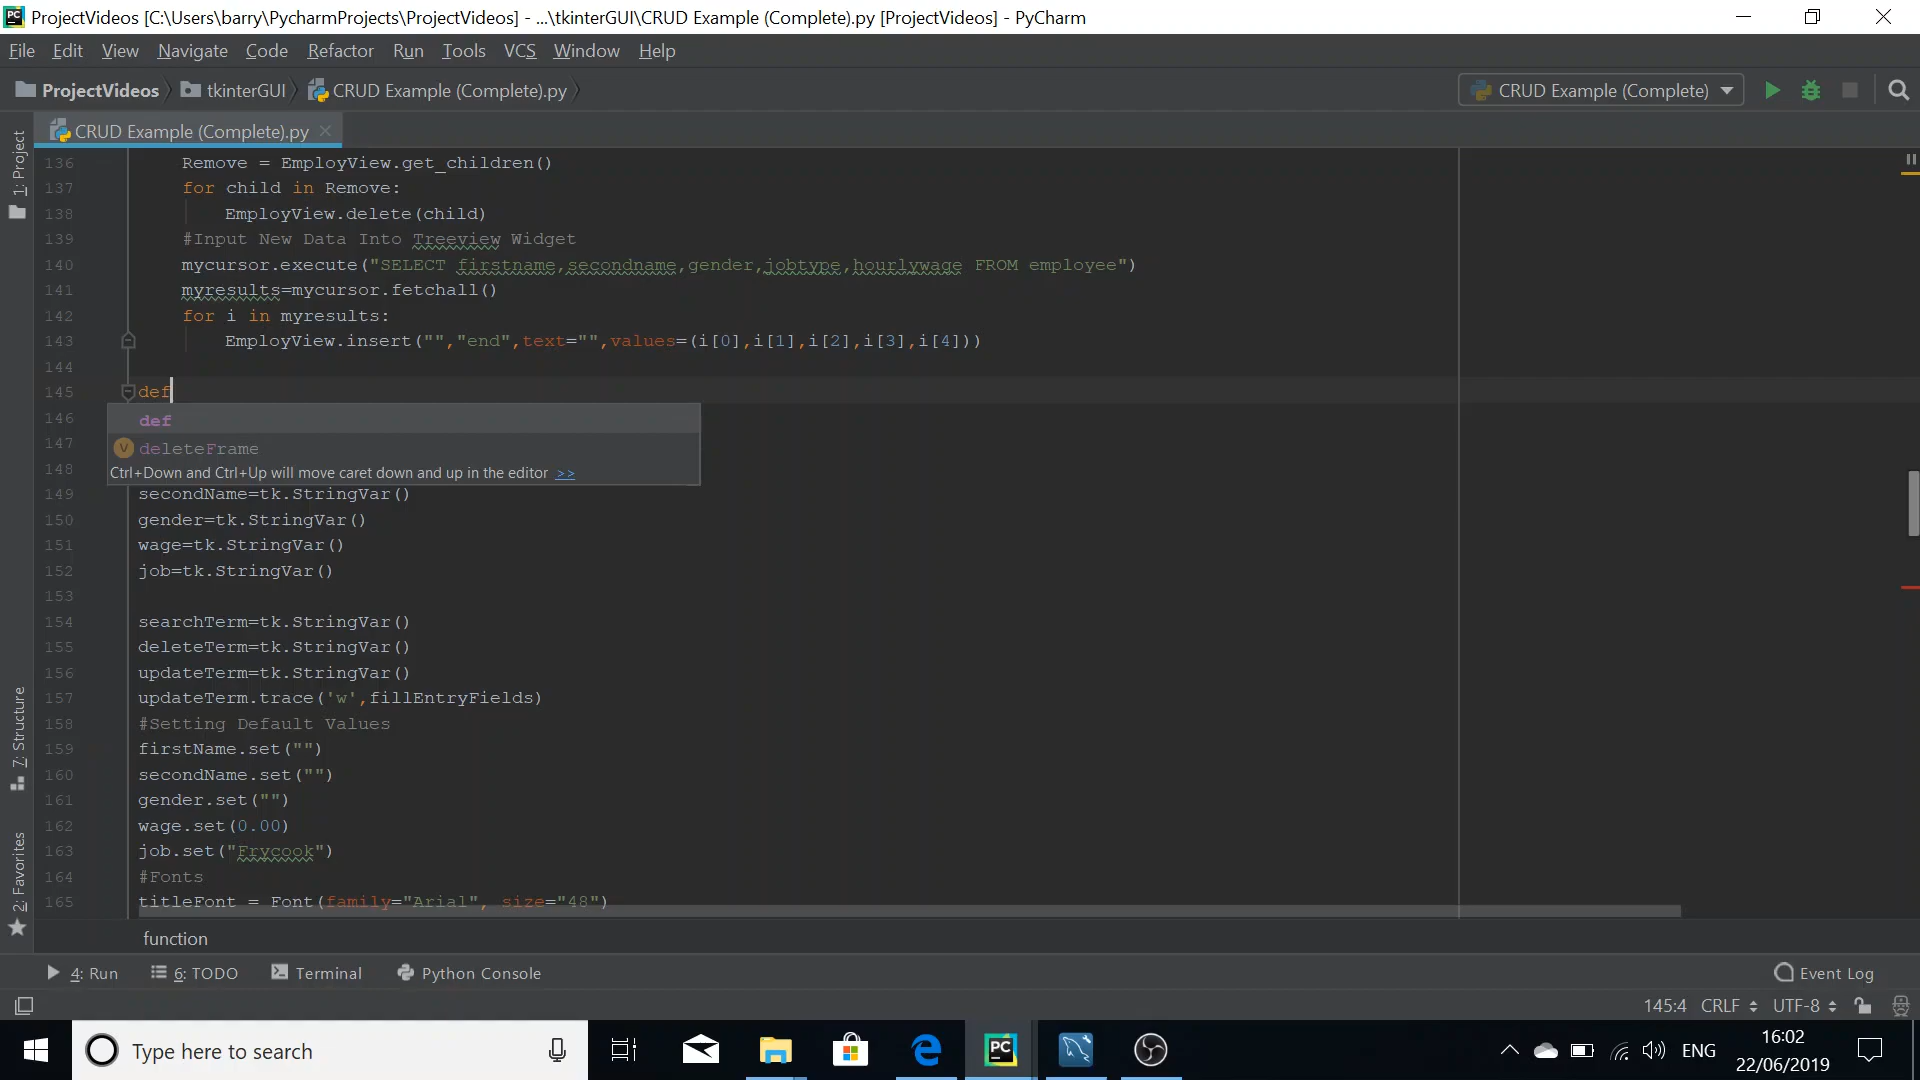 ProjectVideos [C:\Users\barry\PycharmProjects\ProjectVideos] - ...\tkinterGUI\CRUD Example (Complete).py [ProjectVideos] - PyCharm
File Edit View Navigate Code Refactor Run Tools VCS Window Help
ProjectVideos tkinterGUI CRUD Example (Complete).py CRUD Example (Complete)
CRUD Example (Complete).py
1: Project
7: Structure
2: Favorites
136 Remove = EmployView.get_children()
137 for child in Remove:
138 EmployView.delete(child)
139 #Input New Data Into Treeview Widget
140 mycursor.execute("SELECT firstname,secondname,gender,jobtype,hourlywage FROM employee")
141 myresults=mycursor.fetchall()
142 for i in myresults:
143 EmployView.insert("","end",text="",values=(i[0],i[1],i[2],i[3],i[4]))
144
145 def
146 def
147 deleteFrame
148 Ctrl+Down and Ctrl+Up will move caret down and up in the editor >>
149 secondName=tk.StringVar()
150 gender=tk.StringVar()
151 wage=tk.StringVar()
152 job=tk.StringVar()
153
154 searchTerm=tk.StringVar()
155 deleteTerm=tk.StringVar()
156 updateTerm=tk.StringVar()
157 updateTerm.trace('w',fillEntryFields)
158 #Setting Default Values
159 firstName.set("")
160 secondName.set("")
161 gender.set("")
162 wage.set(0.00)
163 job.set("Frycook")
164 #Fonts
165 titleFont = Font(family="Arial", size="48")
function
4: Run 6: TODO Terminal Python Console Event Log
145:4 CRLF UTF-8
Type here to search ENG 16:02
22/06/2019